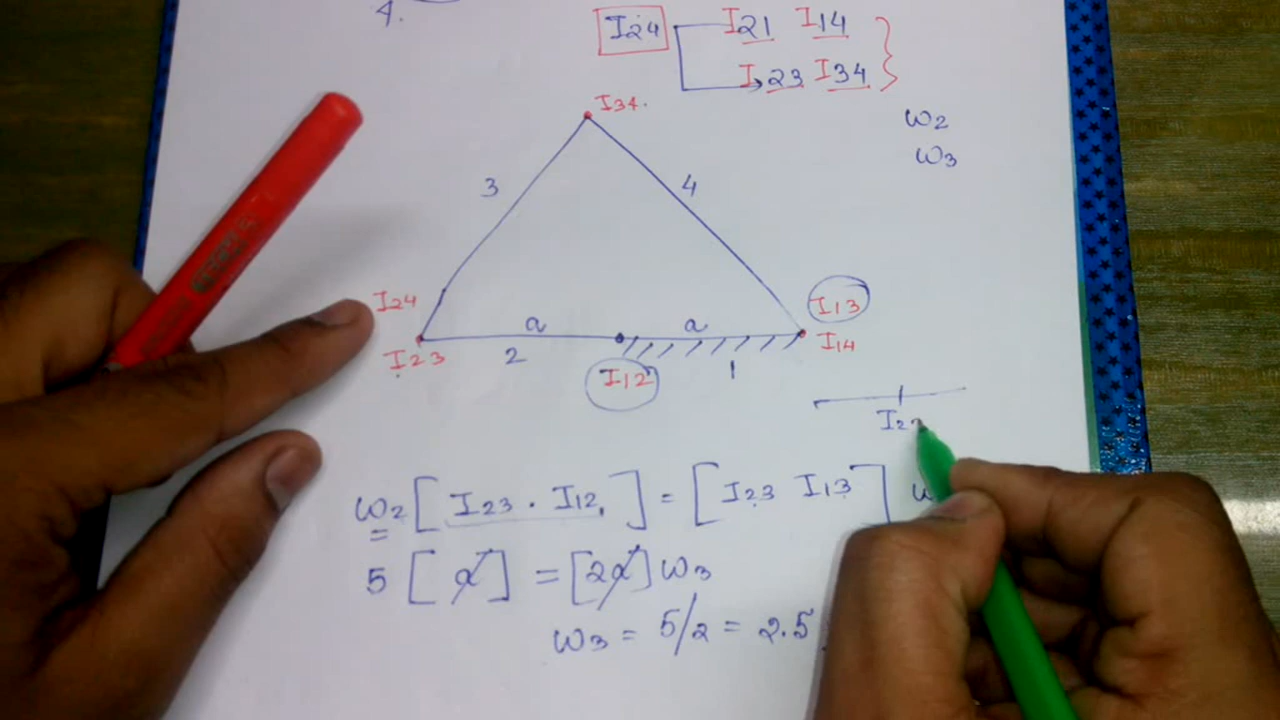 4.
I24 I21 I14
I23 I34
ω2
ω3
I34.
3
4
I24
I13
a
a
I23
2
I12
1
I14
ω2 [ I23 . I12 ] = [ I23 I13 ]
5 [ a ] = [2a] ω3
ω3 = 5/2 = 2.5